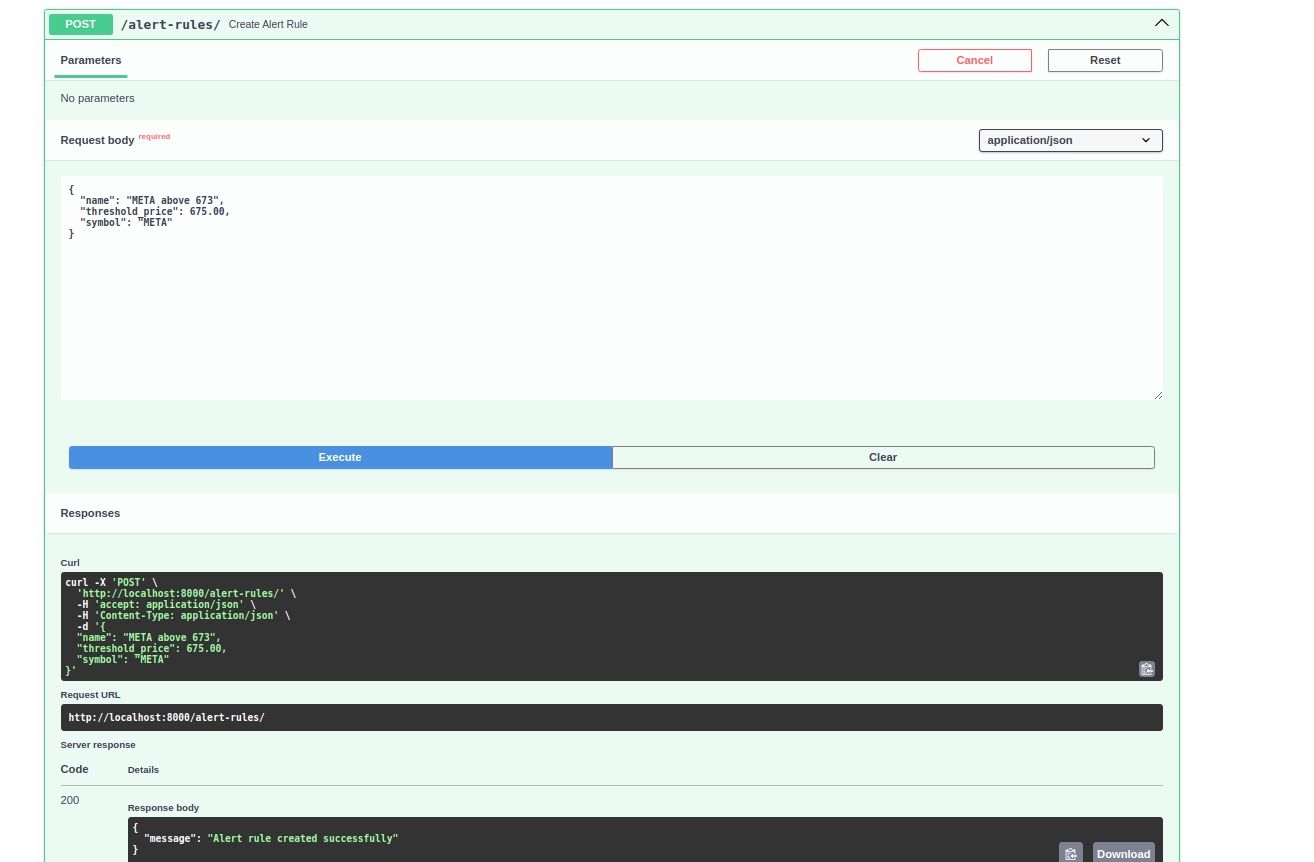 POST /alert-rules/ Create Alert Rule
Parameters
Cancel
Reset
No parameters
Request body required
application/json
{
  "name": "META above 673",
  "threshold_price": 675.00,
  "symbol": "META"
}
Execute
Clear
Responses
Curl
curl -X 'POST' \
  'http://localhost:8000/alert-rules/' \
  -H 'accept: application/json' \
  -H 'Content-Type: application/json' \
  -d '{
  "name": "META above 673",
  "threshold_price": 675.00,
  "symbol": "META"
}'
Request URL
http://localhost:8000/alert-rules/
Server response
Code Details
200
Response body
{
  "message": "Alert rule created successfully"
}
Download